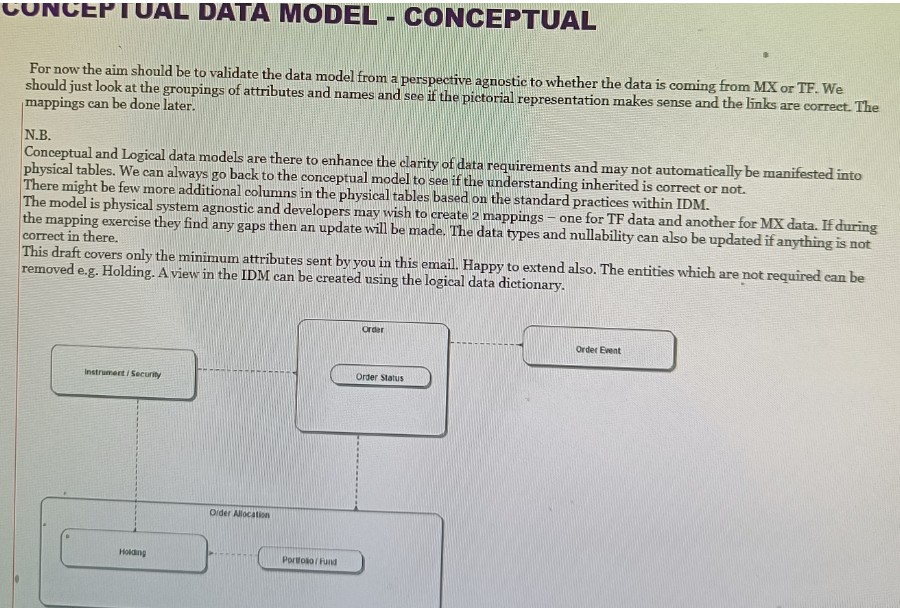 CONCEPTUAL DATA MODEL - CONCEPTUAL
For now the aim should be to validate the data model from a perspective agnostic to whether the data is coming from MX or TF. We
should just look at the groupings of attributes and names and see if the pictorial representation makes sense and the links are correct. The
mappings can be done later.
N.B.
Conceptual and Logical data models are there to enhance the clarity of data requirements and may not automatically be manifested into
physical tables. We can always go back to the conceptual model to see if the understanding inherited is correct or not.
There might be few more additional columns in the physical tables based on the standard practices within IDM.
The model is physical system agnostic and developers may wish to create 2 mappings – one for TF data and another for MX data. If during
the mapping exercise they find any gaps then an update will be made. The data types and nullability can also be updated if anything is not
correct in there.
This draft covers only the minimum attributes sent by you in this email. Happy to extend also. The entities which are not required can be
removed e.g. Holding. A view in the IDM can be created using the logical data dictionary.
Order
Order Event
Instrument / Security
Order Status
Order Allocation
Holding
Portfolio / Fund